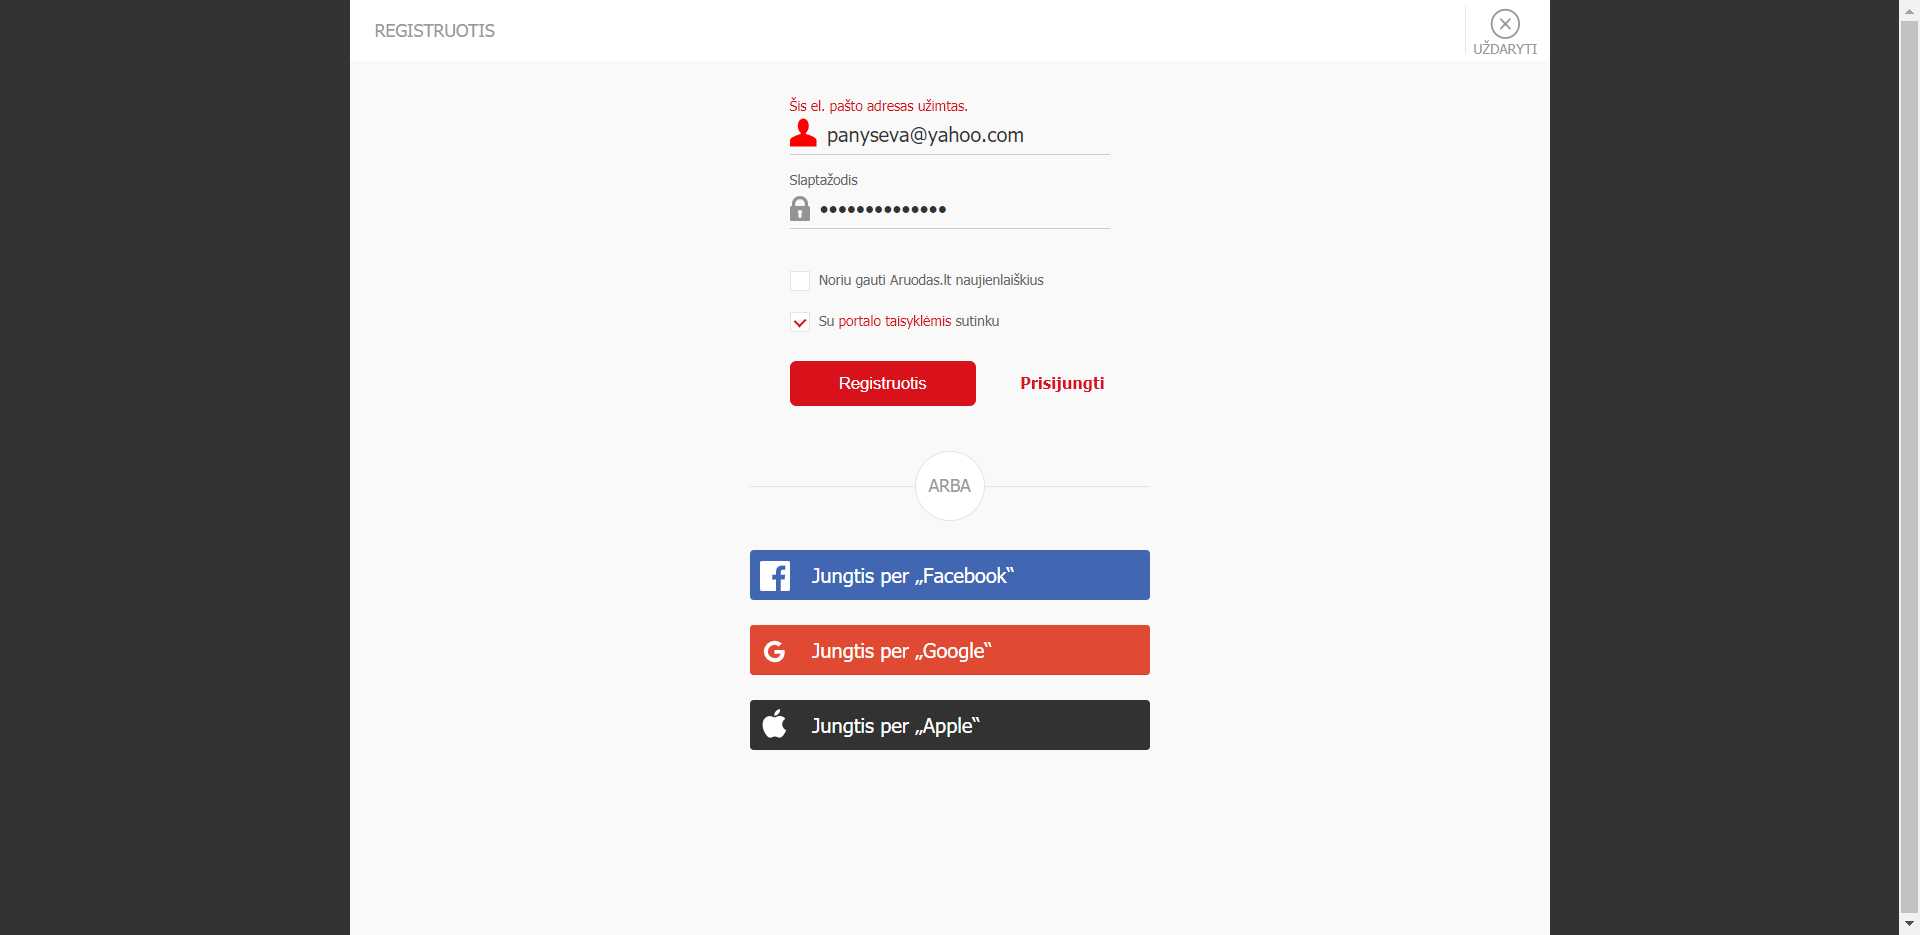 REGISTRUOTIS
UŽDARYTI
Šis el. pašto adresas užimtas.
panyseva@yahoo.com
Slaptažodis
••••••••••••••
Noriu gauti Aruodas.lt naujienlaiškius
Su portalo taisyklėmis sutinku
Registruotis
Prisijungti
ARBA
Jungtis per „Facebook“
Jungtis per „Google“
Jungtis per „Apple“